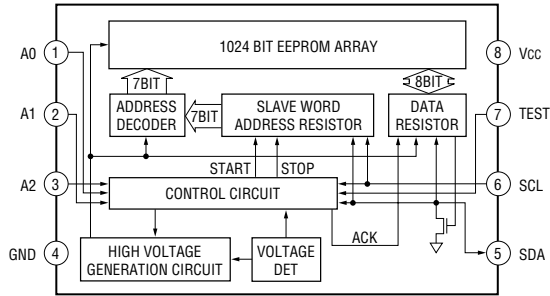 1024 BIT EEPROM ARRAY
A0 1
8 Vcc
7BIT
8BIT
A1 2
ADDRESS DECODER
7BIT
SLAVE WORD ADDRESS RESISTOR
DATA RESISTOR
7 TEST
START STOP
A2 3
CONTROL CIRCUIT
6 SCL
ACK
GND 4
HIGH VOLTAGE GENERATION CIRCUIT
VOLTAGE DET
5 SDA